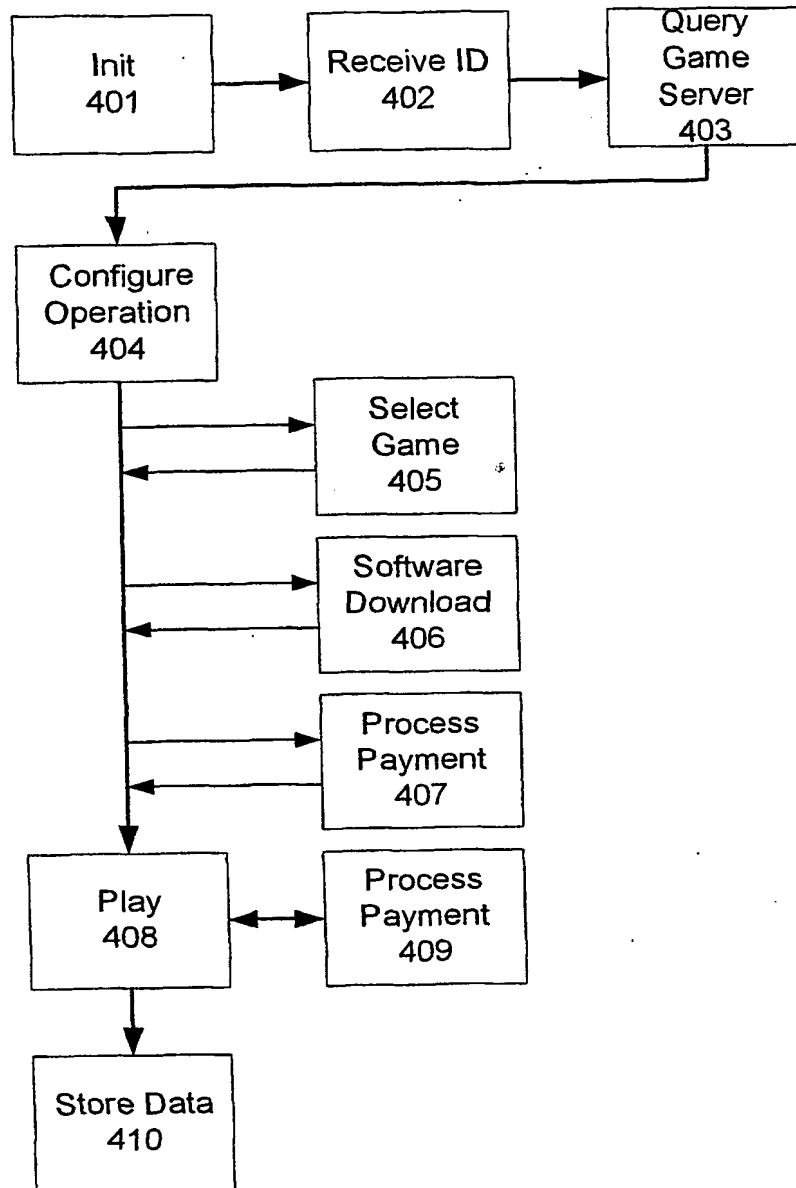 Init
401
Receive ID
402
Query
Game
Server
403
Configure
Operation
404
Select
Game
405
Software
Download
406
Process
Payment
407
Play
408
Process
Payment
409
Store Data
410